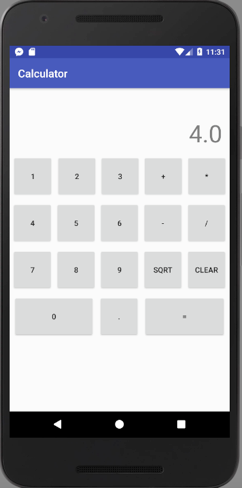 11:31
Calculator
4.0
1 2 3 + *
4 5 6 - /
7 8 9 SQRT CLEAR
0 . =